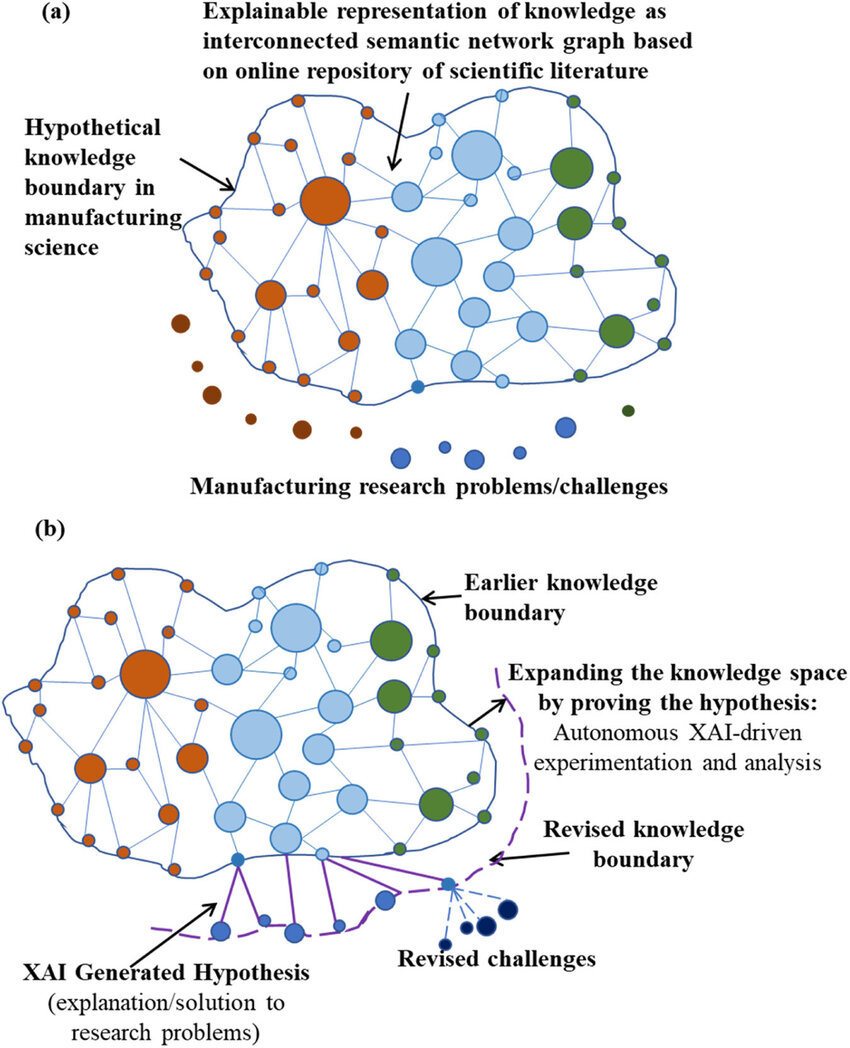 (a)
Explainable representation of knowledge as
interconnected semantic network graph based
on online repository of scientific literature
Hypothetical
knowledge
boundary in
manufacturing
science
Manufacturing research problems/challenges
(b)
Earlier knowledge
boundary
Expanding the knowledge space
by proving the hypothesis:
Autonomous XAI-driven
experimentation and analysis
Revised knowledge
boundary
XAI Generated Hypothesis
(explanation/solution to
research problems)
Revised challenges